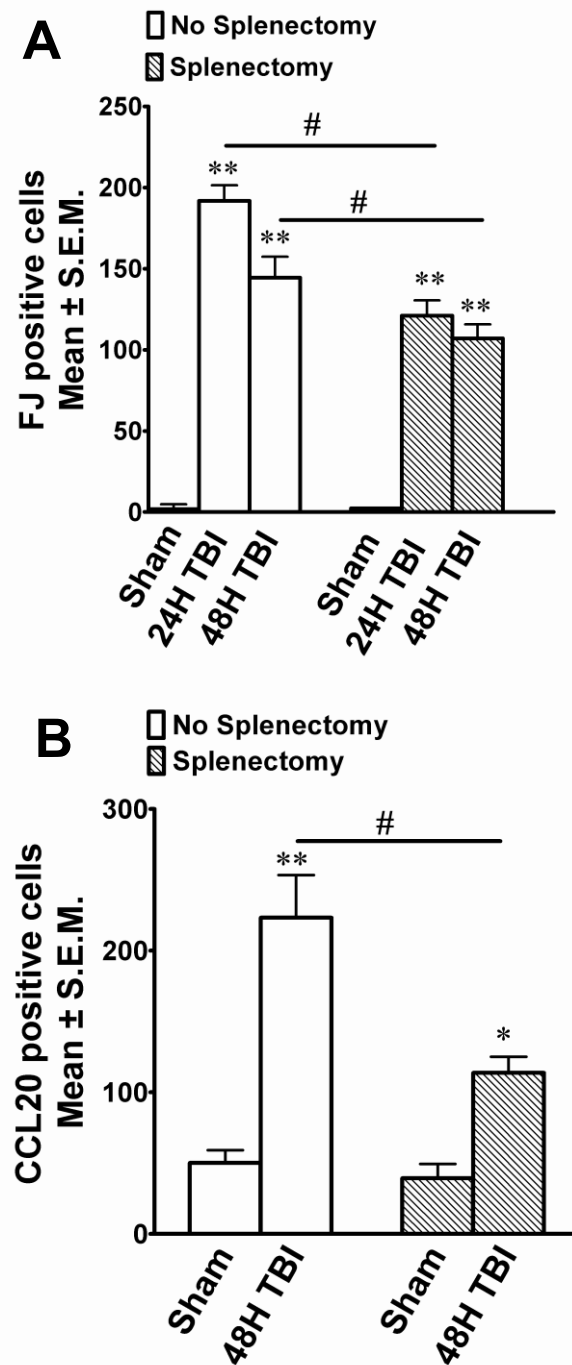 A
No Splenectomy
Splenectomy
FJ positive cells
Mean ± S.E.M.
250
200
150
100
50
0
#
#
**
**
**
**
Sham
24H TBI
48H TBI
Sham
24H TBI
48H TBI
B
No Splenectomy
Splenectomy
CCL20 positive cells
Mean ± S.E.M.
300
200
100
0
#
**
*
Sham
48H TBI
Sham
48H TBI